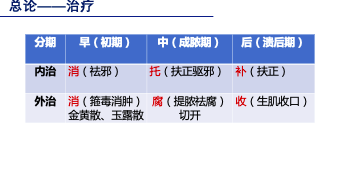 总论——治疗
分期 早（初期） 中（成脓期） 后（溃后期）
内治 消（祛邪） 托（扶正驱邪） 补（扶正）
外治 消（箍毒消肿） 腐（提脓祛腐） 收（生肌收口）
金黄散、玉露散 切开